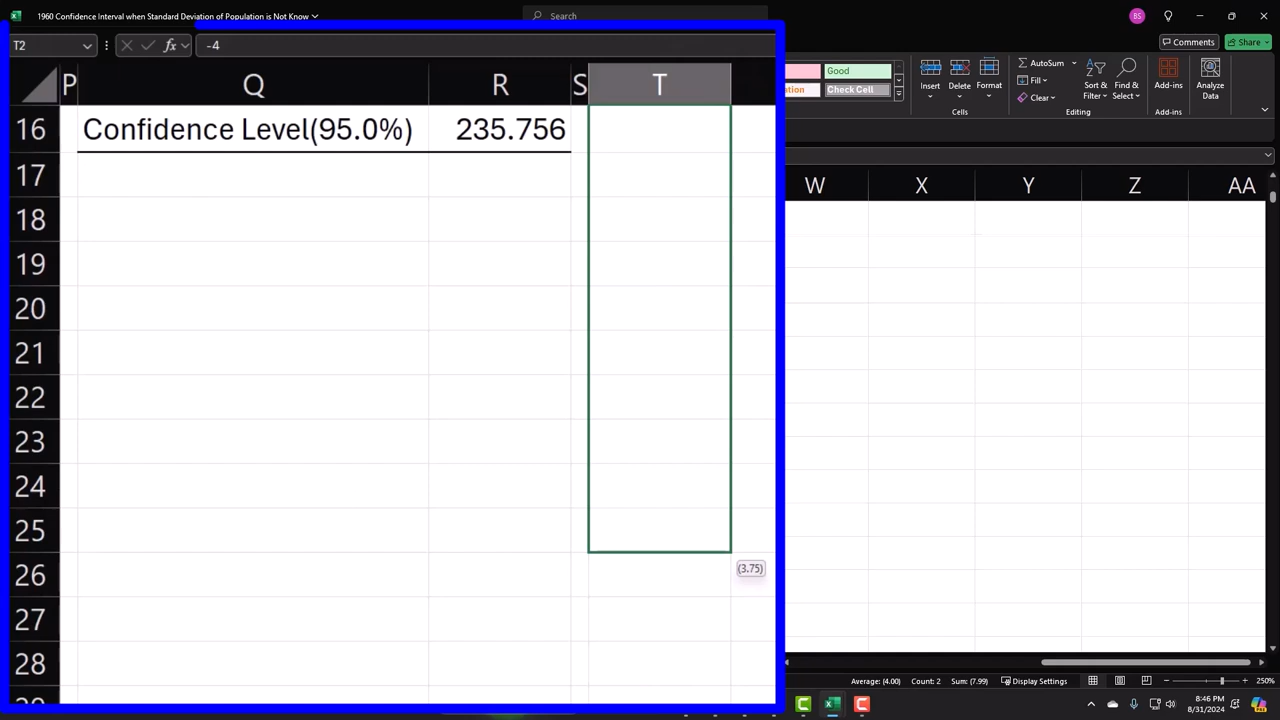 1960 Confidence Interval when Standard Deviation of Population is Not Know
Search
BS
Comments
Share
T2
fx
-4
Good
Check Cell
Insert
Delete
Format
Cells
AutoSum
Fill
Clear
Sort &
Filter
Find &
Select
Editing
Add-ins
Add-ins
Analyze
Data
P Q R S T
W X Y Z AA
16 Confidence Level(95.0%) 235.756
17
18
19
20
21
22
23
24
25
26
27
28
(3.75)
Average: (4.00) Count: 2 Sum: (7.99) Display Settings 250%
8:46 PM
8/31/2024